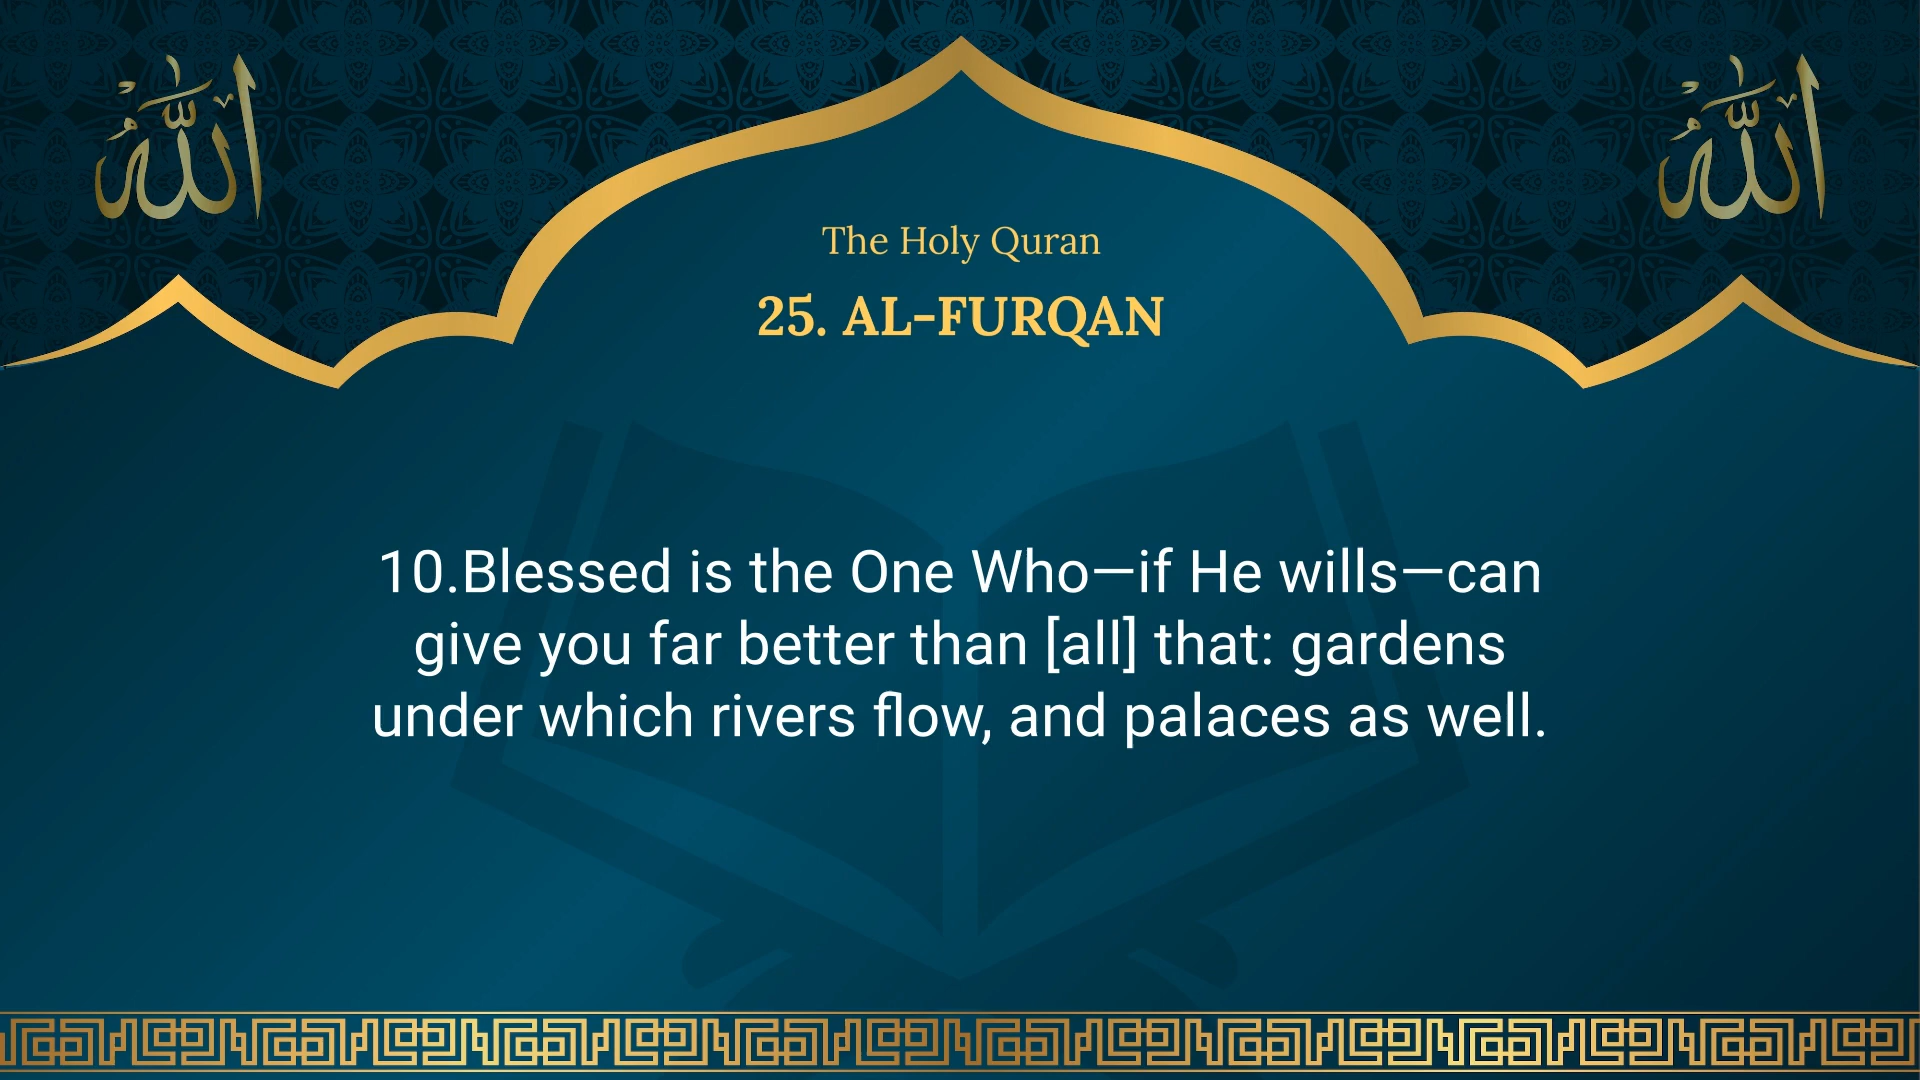 الله
الله
The Holy Quran
25. AL-FURQAN
10.Blessed is the One Who—if He wills—can
give you far better than [all] that: gardens
under which rivers flow, and palaces as well.